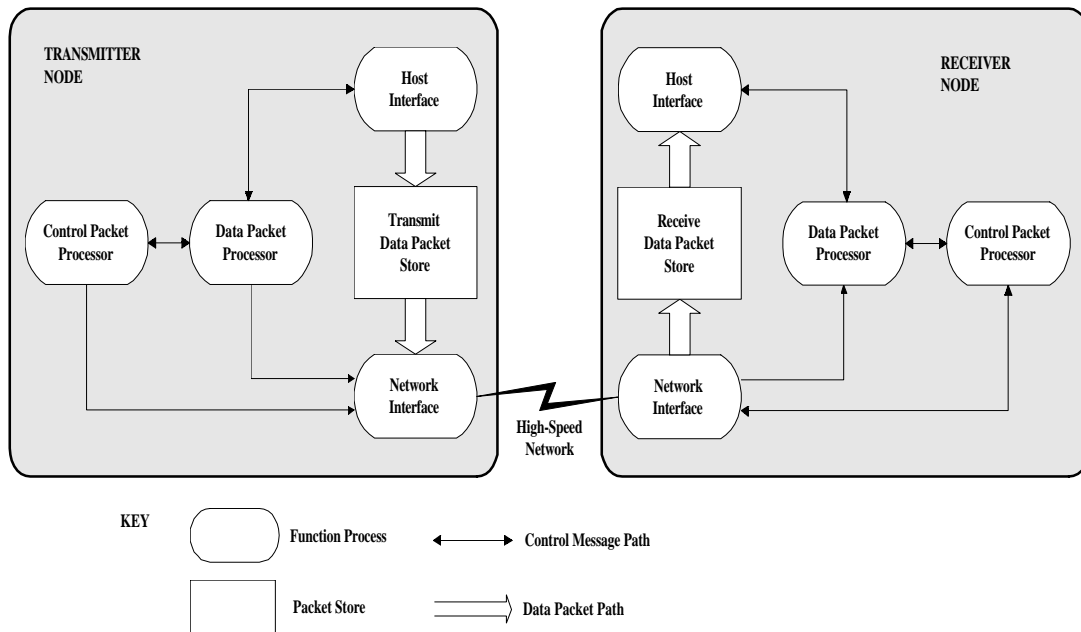 TRANSMITTER
NODE
Host
Interface
Control Packet
Processor
Data Packet
Processor
Transmit
Data Packet
Store
Network
Interface
High-Speed
Network
RECEIVER
NODE
Host
Interface
Receive
Data Packet
Store
Data Packet
Processor
Control Packet
Processor
Network
Interface
KEY
Function Process
Control Message Path
Packet Store
Data Packet Path